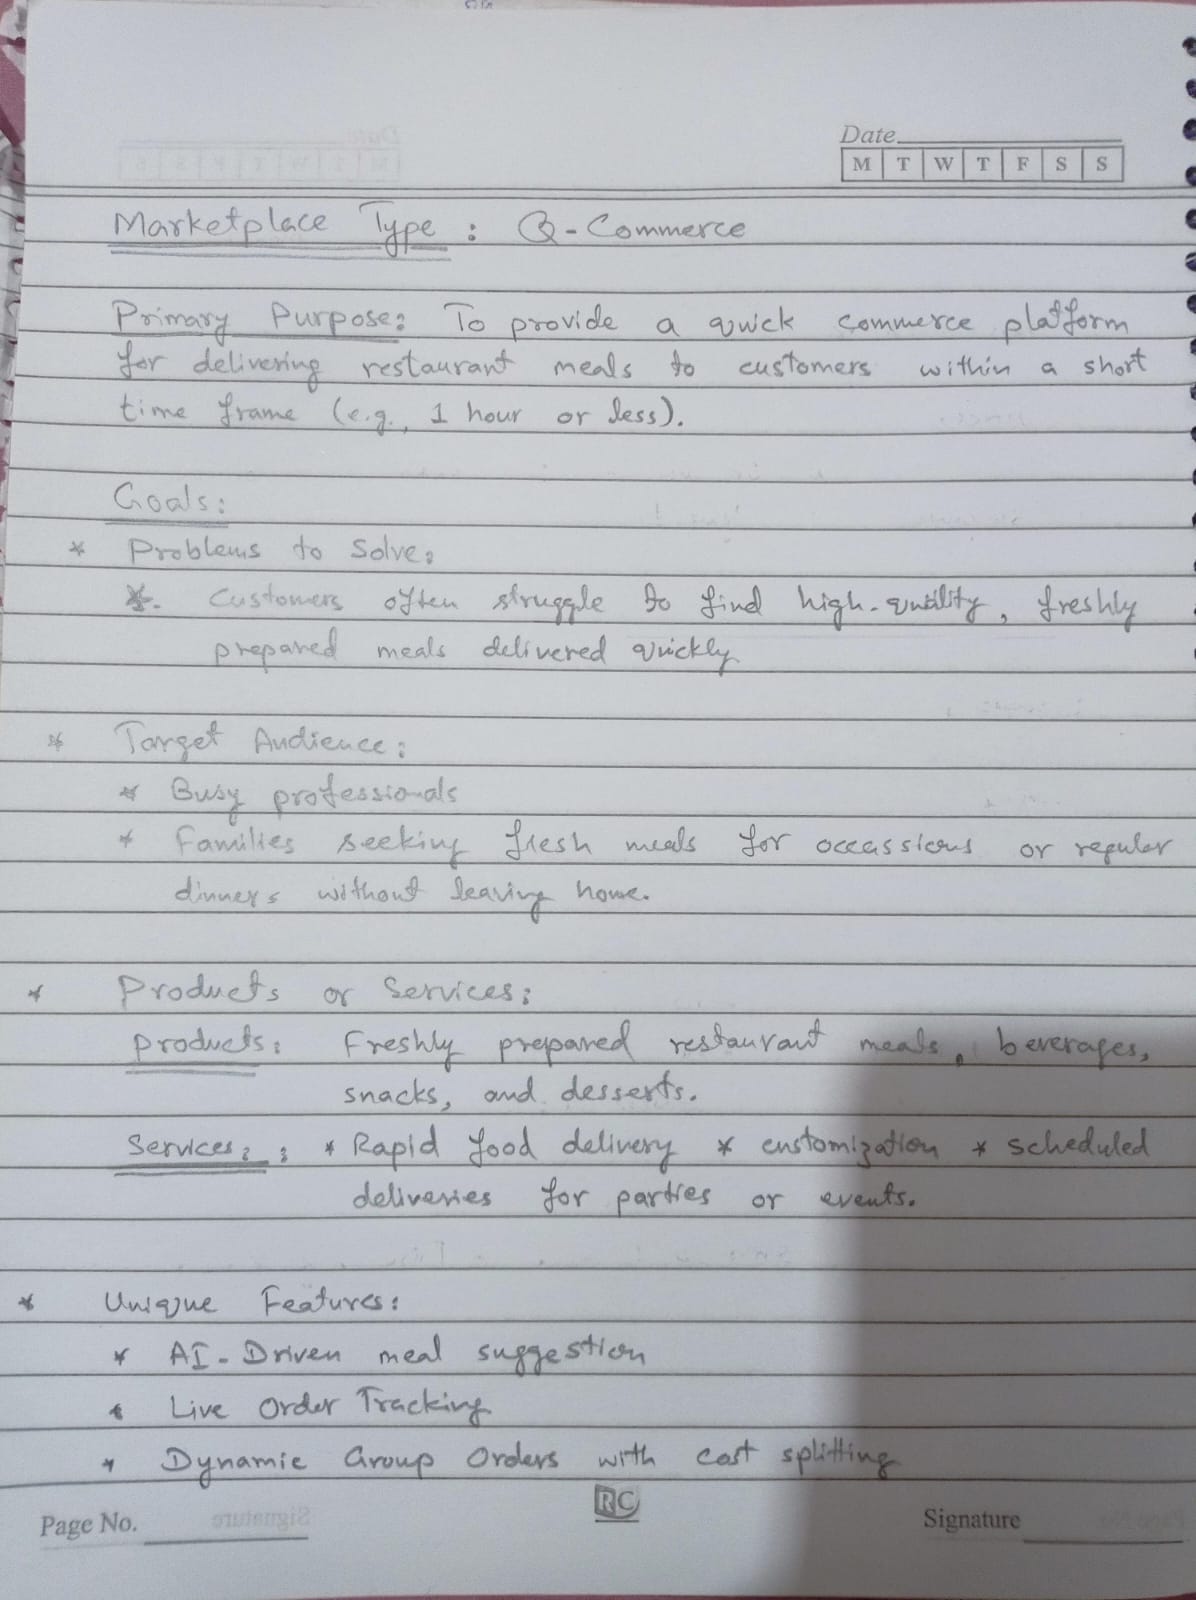 Date
M T W T F S S
Marketplace Type : Q-Commerce
Primary Purpose: To provide a quick commerce platform
for delivering restaurant meals to customers within a short
time frame (e.g., 1 hour or less).
Goals:
* Problems to Solve:
*. Customers often struggle to find high-quality, freshly
prepared meals delivered quickly
* Target Audience:
* Busy professionals
* Families seeking fresh meals for occassions or regular
dinners without leaving home.
* Products or Services:
Products: Freshly prepared restaurant meals, beverages,
snacks, and desserts.
Services: : * Rapid food delivery * customization * scheduled
deliveries for parties or events.
* Unique Features:
* AI-Driven meal suggestion
* Live Order Tracking
* Dynamic Group Orders with cost splitting
Page No.
RC
Signature